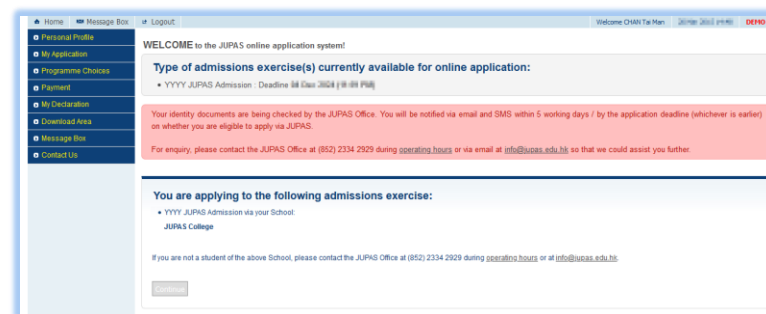 Home Message Box Logout Welcome CHAN Tai Man DEMO
Personal Profile
My Application
Programme Choices
Payment
My Declaration
Download Area
Message Box
Contact Us
WELCOME to the JUPAS online application system!
Type of admissions exercise(s) currently available for online application:
• YYYY JUPAS Admission : Deadline
Your identity documents are being checked by the JUPAS Office. You will be notified via email and SMS within 5 working days / by the application deadline (whichever is earlier)
on whether you are eligible to apply via JUPAS.
For enquiry, please contact the JUPAS Office at (852) 2334 2929 during operating hours or via email at info@jupas.edu.hk so that we could assist you further.
You are applying to the following admissions exercise:
• YYYY JUPAS Admission via your School:
JUPAS College
If you are not a student of the above School, please contact the JUPAS Office at (852) 2334 2929 during operating hours or at info@jupas.edu.hk.
Continue